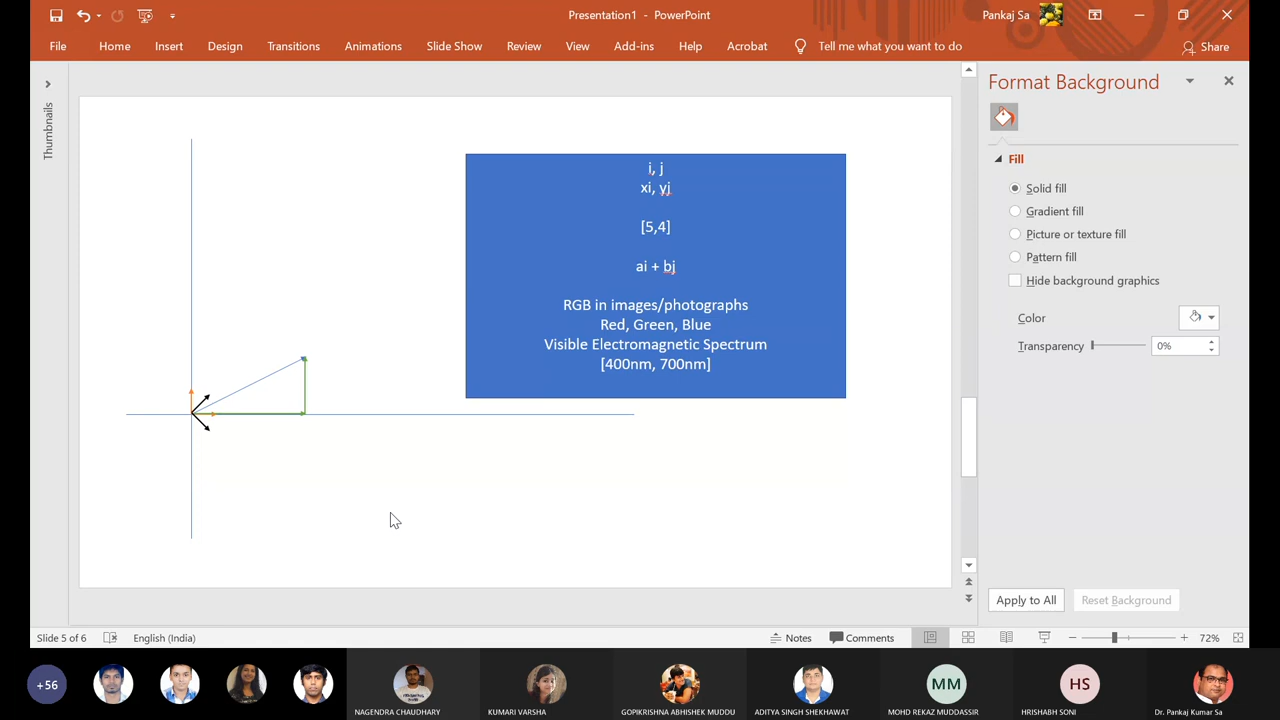 Presentation1 - PowerPoint
Pankaj Sa
File Home Insert Design Transitions Animations Slide Show Review View Add-ins Help Acrobat Tell me what you want to do Share
Thumbnails
i, j
xi, yj
[5,4]
ai + bj
RGB in images/photographs
Red, Green, Blue
Visible Electromagnetic Spectrum
[400nm, 700nm]
Format Background
Fill
Solid fill
Gradient fill
Picture or texture fill
Pattern fill
Hide background graphics
Color
Transparency 0%
Apply to All Reset Background
Slide 5 of 6 English (India) Notes Comments 72%
+56 MM HS
NAGENDRA CHAUDHARY KUMARI VARSHA GOPIKRISHNA ABHISHEK MUDDU ADITYA SINGH SHEKHAWAT MOHD REKAZ MUDDASSIR HRISHABH SONI Dr. Pankaj Kumar Sa